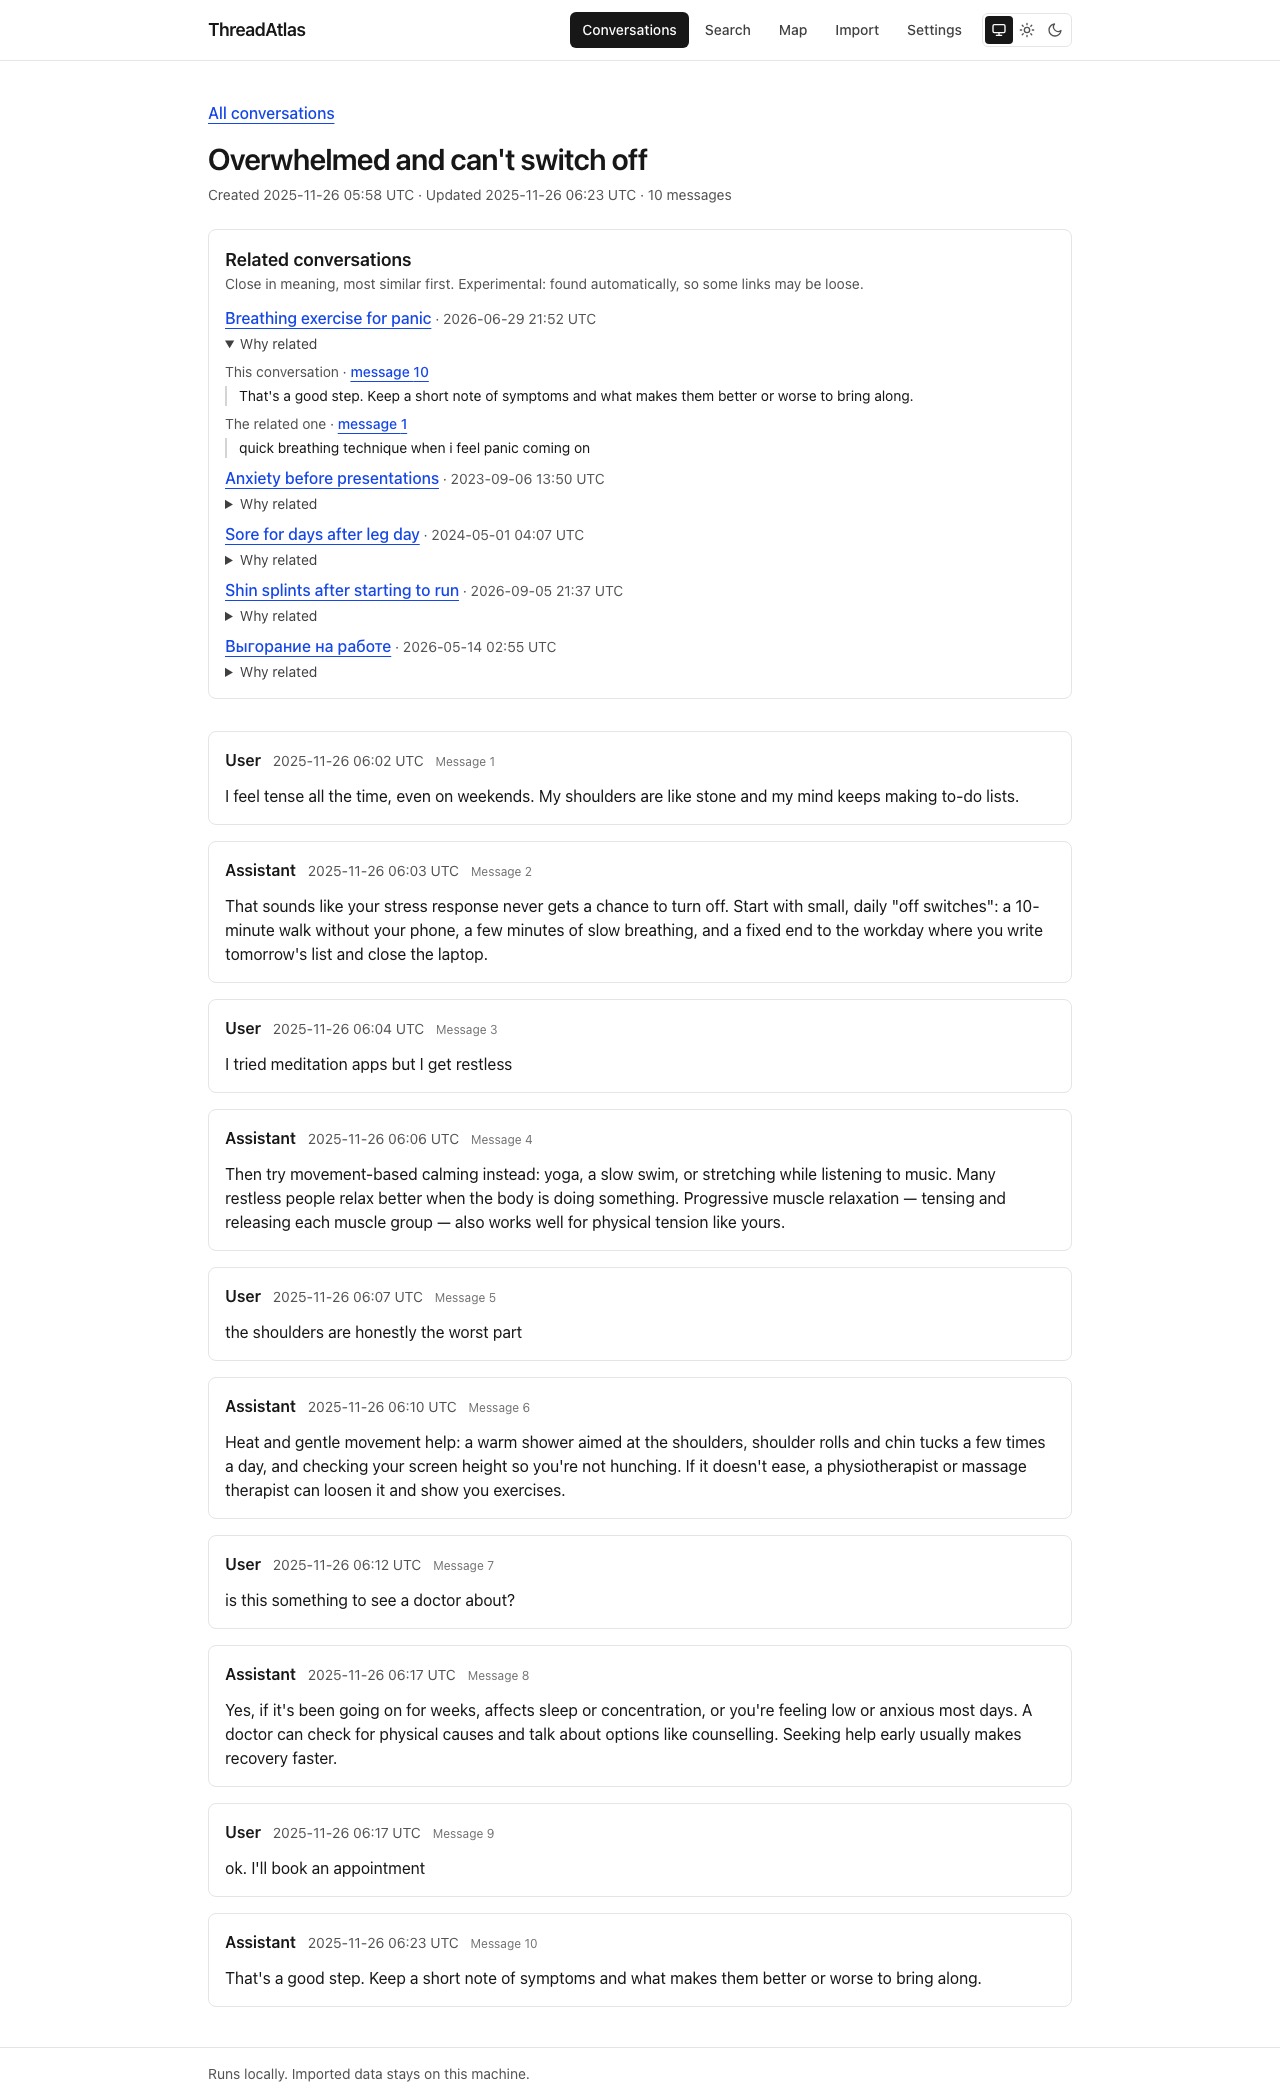 ThreadAtlas
Conversations
Search
Map
Import
Settings
All conversations
Overwhelmed and can't switch off
Created 2025-11-26 05:58 UTC · Updated 2025-11-26 06:23 UTC · 10 messages
Related conversations
Close in meaning, most similar first. Experimental: found automatically, so some links may be loose.
Breathing exercise for panic · 2026-06-29 21:52 UTC
▼ Why related
This conversation · message 10
That's a good step. Keep a short note of symptoms and what makes them better or worse to bring along.
The related one · message 1
quick breathing technique when i feel panic coming on
Anxiety before presentations · 2023-09-06 13:50 UTC
▶ Why related
Sore for days after leg day · 2024-05-01 04:07 UTC
▶ Why related
Shin splints after starting to run · 2026-09-05 21:37 UTC
▶ Why related
Выгорание на работе · 2026-05-14 02:55 UTC
▶ Why related
User 2025-11-26 06:02 UTC Message 1
I feel tense all the time, even on weekends. My shoulders are like stone and my mind keeps making to-do lists.
Assistant 2025-11-26 06:03 UTC Message 2
That sounds like your stress response never gets a chance to turn off. Start with small, daily "off switches": a 10-
minute walk without your phone, a few minutes of slow breathing, and a fixed end to the workday where you write
tomorrow's list and close the laptop.
User 2025-11-26 06:04 UTC Message 3
I tried meditation apps but I get restless
Assistant 2025-11-26 06:06 UTC Message 4
Then try movement-based calming instead: yoga, a slow swim, or stretching while listening to music. Many
restless people relax better when the body is doing something. Progressive muscle relaxation — tensing and
releasing each muscle group — also works well for physical tension like yours.
User 2025-11-26 06:07 UTC Message 5
the shoulders are honestly the worst part
Assistant 2025-11-26 06:10 UTC Message 6
Heat and gentle movement help: a warm shower aimed at the shoulders, shoulder rolls and chin tucks a few times
a day, and checking your screen height so you're not hunching. If it doesn't ease, a physiotherapist or massage
therapist can loosen it and show you exercises.
User 2025-11-26 06:12 UTC Message 7
is this something to see a doctor about?
Assistant 2025-11-26 06:17 UTC Message 8
Yes, if it's been going on for weeks, affects sleep or concentration, or you're feeling low or anxious most days. A
doctor can check for physical causes and talk about options like counselling. Seeking help early usually makes
recovery faster.
User 2025-11-26 06:17 UTC Message 9
ok. I'll book an appointment
Assistant 2025-11-26 06:23 UTC Message 10
That's a good step. Keep a short note of symptoms and what makes them better or worse to bring along.
Runs locally. Imported data stays on this machine.